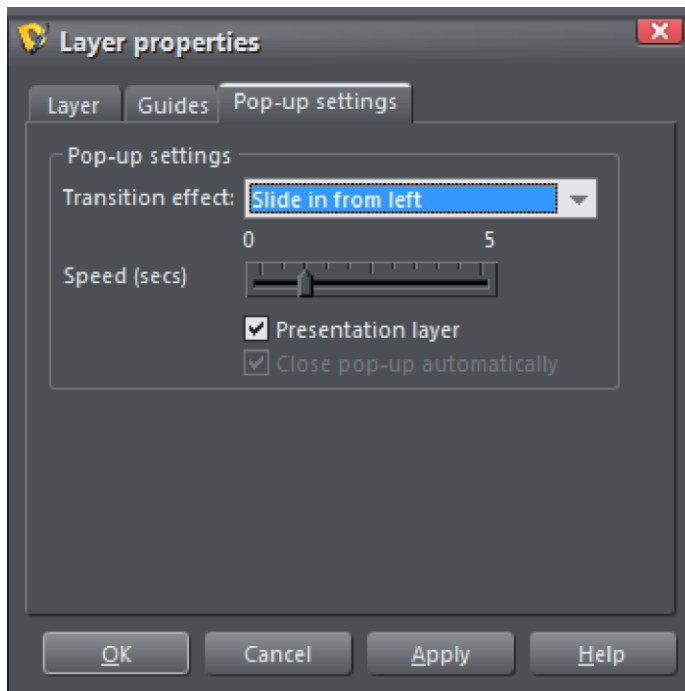 Layer properties
Layer Guides Pop-up settings
Pop-up settings
Transition effect: Slide in from left
0 5
Speed (secs)
Presentation layer
Close pop-up automatically
OK Cancel Apply Help